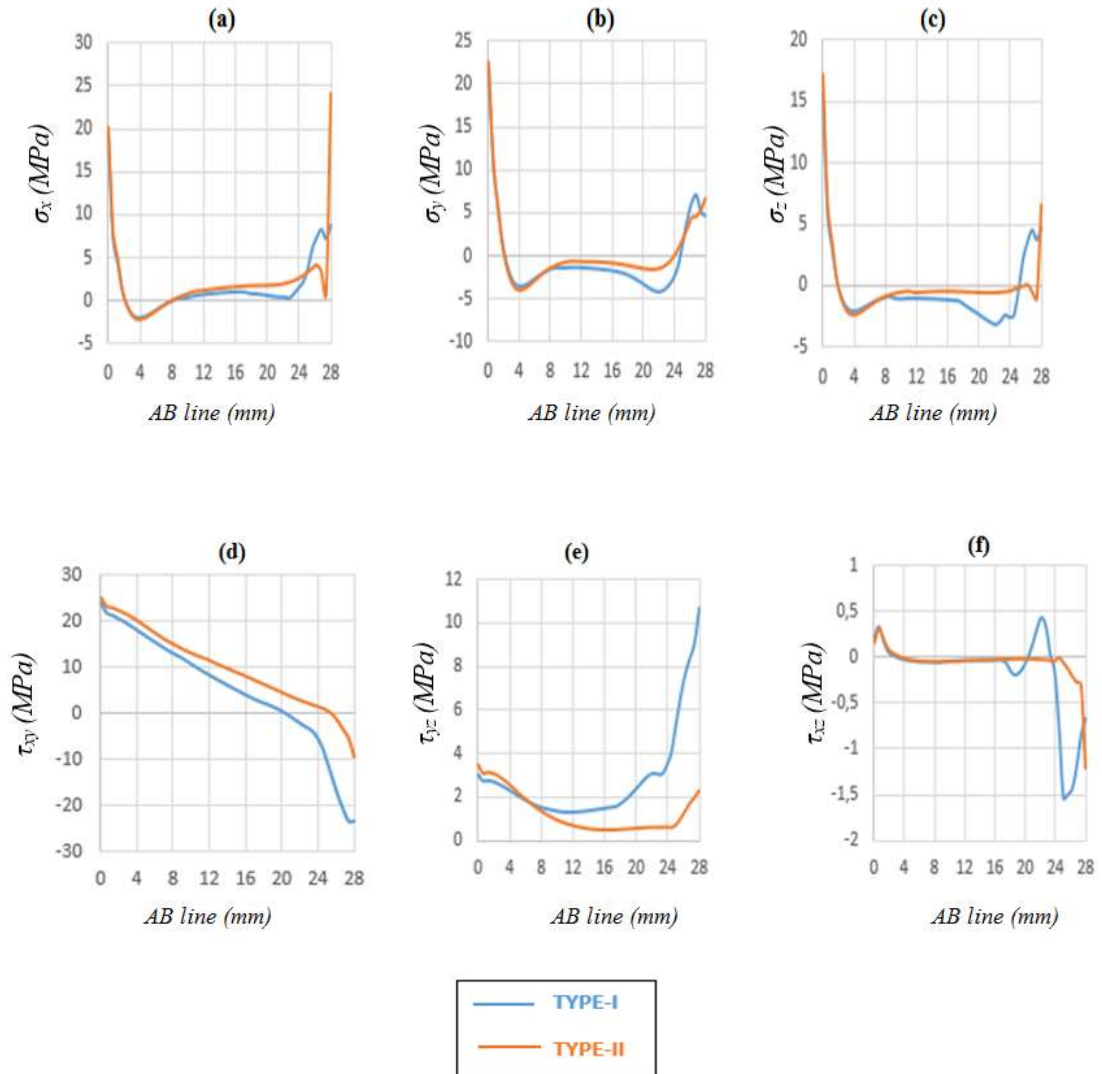 (a)
30
25
20
15
10
5
0
-5
σx (MPa)
0 4 8 12 16 20 24 28
AB line (mm)
(b)
25
20
15
10
5
0
-5
-10
σy (MPa)
0 4 8 12 16 20 24 28
AB line (mm)
(c)
20
15
10
5
0
-5
σz (MPa)
0 4 8 12 16 20 24 28
AB line (mm)
(d)
30
20
10
0
-10
-20
-30
τxy (MPa)
0 4 8 12 16 20 24 28
AB line (mm)
(e)
12
10
8
6
4
2
0
τyz (MPa)
0 4 8 12 16 20 24 28
AB line (mm)
(f)
1
0,5
0
-0,5
-1
-1,5
-2
τxz (MPa)
0 4 8 12 16 20 24 28
AB line (mm)
TYPE-I
TYPE-II